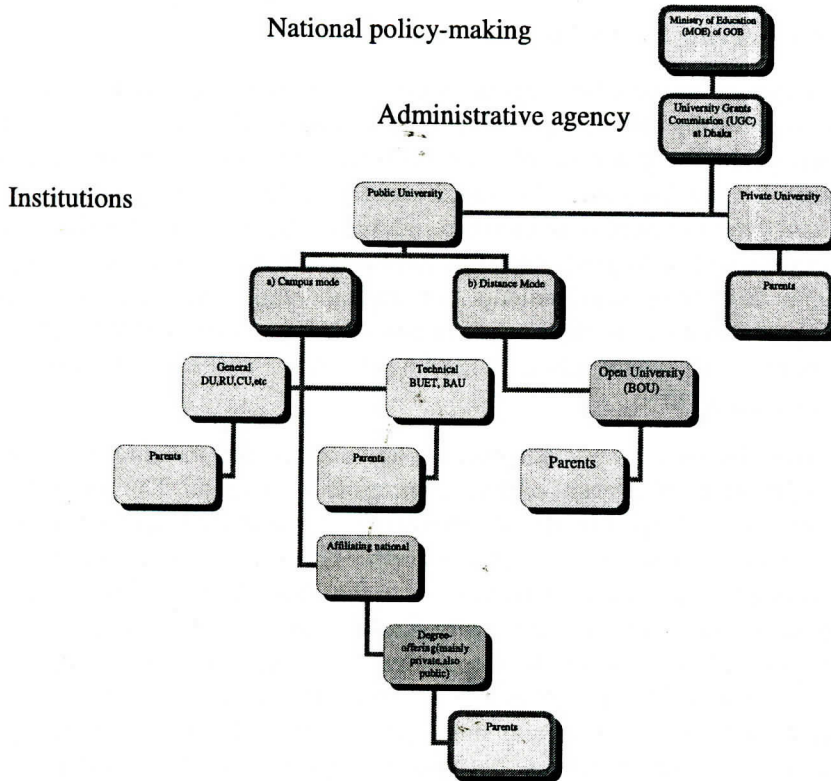 National policy-making
Ministry of Education
(MOE) of GOB
Administrative agency
University Grants
Commission (UGC)
at Dhaka
Institutions
Public University
Private University
a) Campus mode
b) Distance Mode
Parents
General
DU,RU,CU,etc
Technical
BUET, BAU
Open University
(BOU)
Parents
Parents
Parents
Affiliating national
Degree-
offering(mainly
private,also
public)
Parents